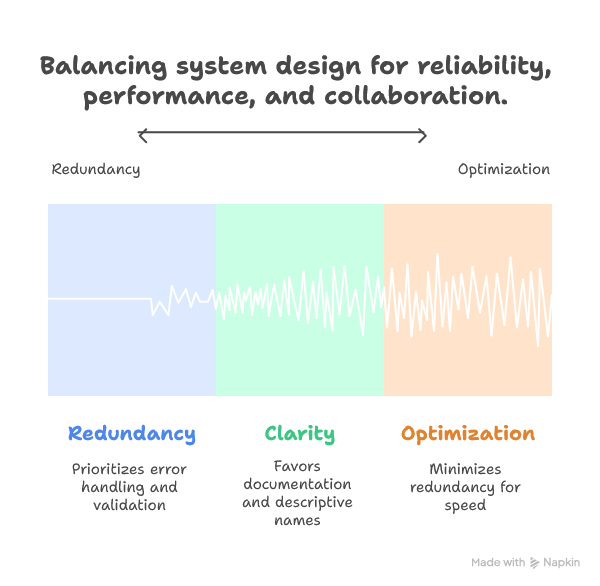 Balancing system design for reliability,
performance, and collaboration.
Redundancy
Optimization
Redundancy
Prioritizes error
handling and
validation
Clarity
Favors
documentation
and descriptive
names
Optimization
Minimizes
redundancy for
speed
Made with Napkin